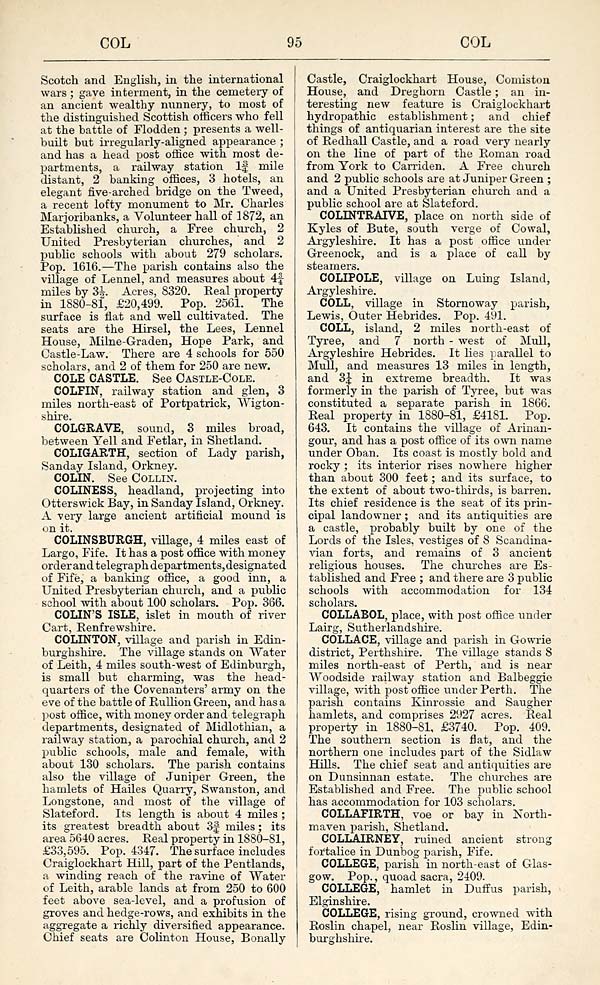 COL 95 COL
Scotch and English, in the international
wars ; gave interment, in the cemetery of
an ancient wealthy nunnery, to most of
the distinguished Scottish officers who fell
at the battle of Flodden ; presents a well-
built but irregularly-aligned appearance ;
and has a head post office with most de-
partments, a railway station 1¾ mile
distant, 2 banking offices, 3 hotels, an
elegant five-arched bridge on the Tweed,
a recent lofty monument to Mr. Charles
Marjoribanks, a Volunteer hall of 1872, an
Established church, a Free church, 2
United Presbyterian churches, and 2
public schools with about 279 scholars.
Pop. 1616.—The parish contains also the
village of Lennel, and measures about 4¾
miles by 3½. Acres, 8320. Real property
in 1880-81, £20,499. Pop. 2561. The
surface is flat and well cultivated. The
seats are the Hirsel, the Lees, Lennel
House, Milne-Graden, Hope Park, and
Castle-Law. There are 4 schools for 550
scholars, and 2 of them for 250 are new.
COLE CASTLE. See CASTLE-COLE.
COLFIN, railway station and glen, 3
miles north-east of Portpatrick, Wigton-
shire.
COLGRAVE, sound, 3 miles broad,
between Yell and Fetlar, in Shetland.
COLIGARTH, section of Lady parish,
Sanday Island, Orkney.
COLIN. See COLLIN.
COLINESS, headland, projecting into
Otterswick Bay, in Sanday Island, Orkney.
A very large ancient artificial mound is
on it.
COLINSBURGH, village, 4 miles east of
Largo, Fife. It has a post office with money
order and telegraph departments, designated
of Fife, a banking office, a good inn, a
United Presbyterian church, and a public
school with about 100 scholars. Pop. 366.
COLIN'S ISLE, islet in mouth of river
Cart, Renfrewshire.
COLINTON, village and parish in Edin-
burghshire. The village stands on Water
of Leith, 4 miles south-west of Edinburgh,
is small but charming, was the head-
quarters of the Covenanters' army on the
eve of the battle of Rullion Green, and has a
post office, with money order and telegraph
departments, designated of Midlothian, a
railway station, a parochial church, and 2
public schools, male and female, with
about 130 scholars. The parish contains
also the village of Juniper Green, the
hamlets of Hailes Quarry, Swanston, and
Longstone, and most of the village of
Slateford. Its length is about 4 miles ;
its greatest breadth about 3¾ miles ; its
area 5640 acres. Real property in 1880-81,
£33,595. Pop. 4347. The surface includes
Craiglockhart Hill, part of the Pentlands,
a winding reach of the ravine of Water
of Leith, arable lands at from 250 to 600
feet above sea-level, and a profusion of
groves and hedge-rows, and exhibits in the
aggregate a richly diversified appearance.
Chief seats are Colinton House, Bonally
Castle, Craiglockhart House, Comiston
House, and Dreghorn Castle ; an in-
teresting new feature is Craiglockhart
hydropathic establishment ; and chief
things of antiquarian interest are the site
of Redhall Castle, and a road very nearly
on the line of part of the Roman road
from York to Carriden. A Free church
and 2 public schools are at Juniper Green ;
and a United Presbyterian church and a
public school are at Slateford.
COLINTRAIVE, place on north side of
Kyles of Bute, south verge of Cowal,
Argyleshire. It has a post office under
Greenock, and is a place of call by
steamers.
COLIPOLE, village on Luing Island,
Argyleshire.
COLL, village in Stornoway parish,
Lewis, Outer Hebrides. Pop. 491.
COLL, island, 2 miles north-east of
Tyree, and 7 north-west of Mull,
Argyleshire Hebrides. It lies parallel to
Mull, and measures 13 miles in length,
and 3¼ in extreme breadth. It was
formerly in the parish of Tyree, but was
constituted a separate parish in 1866.
Real property in 1880-81, £4181. Pop.
643. It contains the village of Arinan-
gour, and has a post office of its own name
under Oban. Its coast is mostly bold and
rocky ; its interior rises nowhere higher
than about 300 feet ; and its surface, to
the extent of about two-thirds, is barren.
Its chief residence is the seat of its prin-
cipal landowner ; and its antiquities are
a castle, probably built by one of the
Lords of the Isles, vestiges of 8 Scandina-
vian forts, and remains of 3 ancient
religious houses. The churches are Es-
tablished and Free ; and there are 3 public
schools with accommodation for 134
scholars.
COLLABOL, place, with post office under
Lairg, Sutherlandshire.
COLLACE, village and parish in Gowrie
district, Perthshire. The village stands 8
miles north-east of Perth, and is near
Woodside railway station and Balbeggie
village, with post office under Perth. The
parish contains Kinrossie and Saugher
hamlets, and comprises 2927 acres. Real
property in 1880-81, £3740. Pop. 409.
The southern section is flat, and the
northern one includes part of the Sidlaw
Hills. The chief seat and antiquities are
on Dunsinnan estate. The churches are
Established and Free. The public school
has accommodation for 103 scholars.
COLLAFIRTH, voe or bay in North-
maven parish, Shetland.
COLLAIRNEY, ruined ancient strong
fortalice in Dunbog parish, Fife.
COLLEGE, parish in north-east of Glas-
gow. Pop., quoad sacra, 2409.
COLLEGE, hamlet in Duffus parish,
Elginshire.
COLLEGE, rising ground, crowned with
Roslin chapel, near Roslin village, Edin-
burghshire.